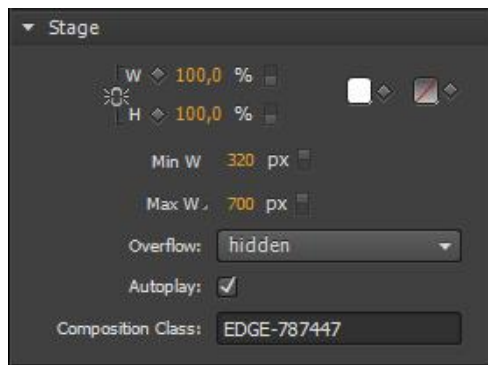 Stage
W 100,0 %
H 100,0 %
Min W 320 px
Max W 700 px
Overflow: hidden
Autoplay:
Composition Class: EDGE-787447